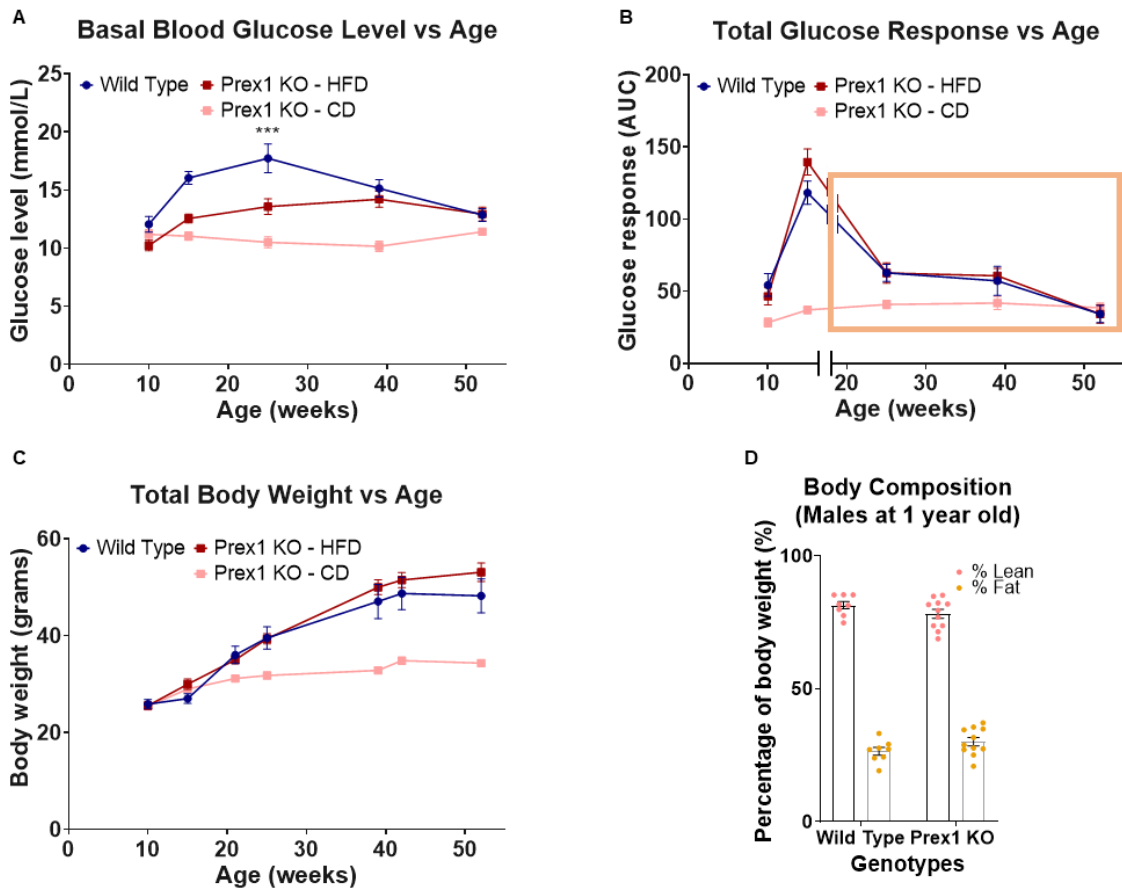 A
Basal Blood Glucose Level vs Age
Wild Type
Prex1 KO - HFD
Prex1 KO - CD
***
Glucose level (mmol/L)
25
20
15
10
5
0
0 10 20 30 40 50
Age (weeks)
B
Total Glucose Response vs Age
Wild Type
Prex1 KO - HFD
Prex1 KO - CD
Glucose response (AUC)
200
150
100
50
0
0 10 20 30 40 50
Age (weeks)
C
Total Body Weight vs Age
Wild Type
Prex1 KO - HFD
Prex1 KO - CD
Body weight (grams)
60
40
20
0
0 10 20 30 40 50
Age (weeks)
D
Body Composition
(Males at 1 year old)
% Lean
% Fat
Percentage of body weight (%)
100
50
0
Wild Type Prex1 KO
Genotypes